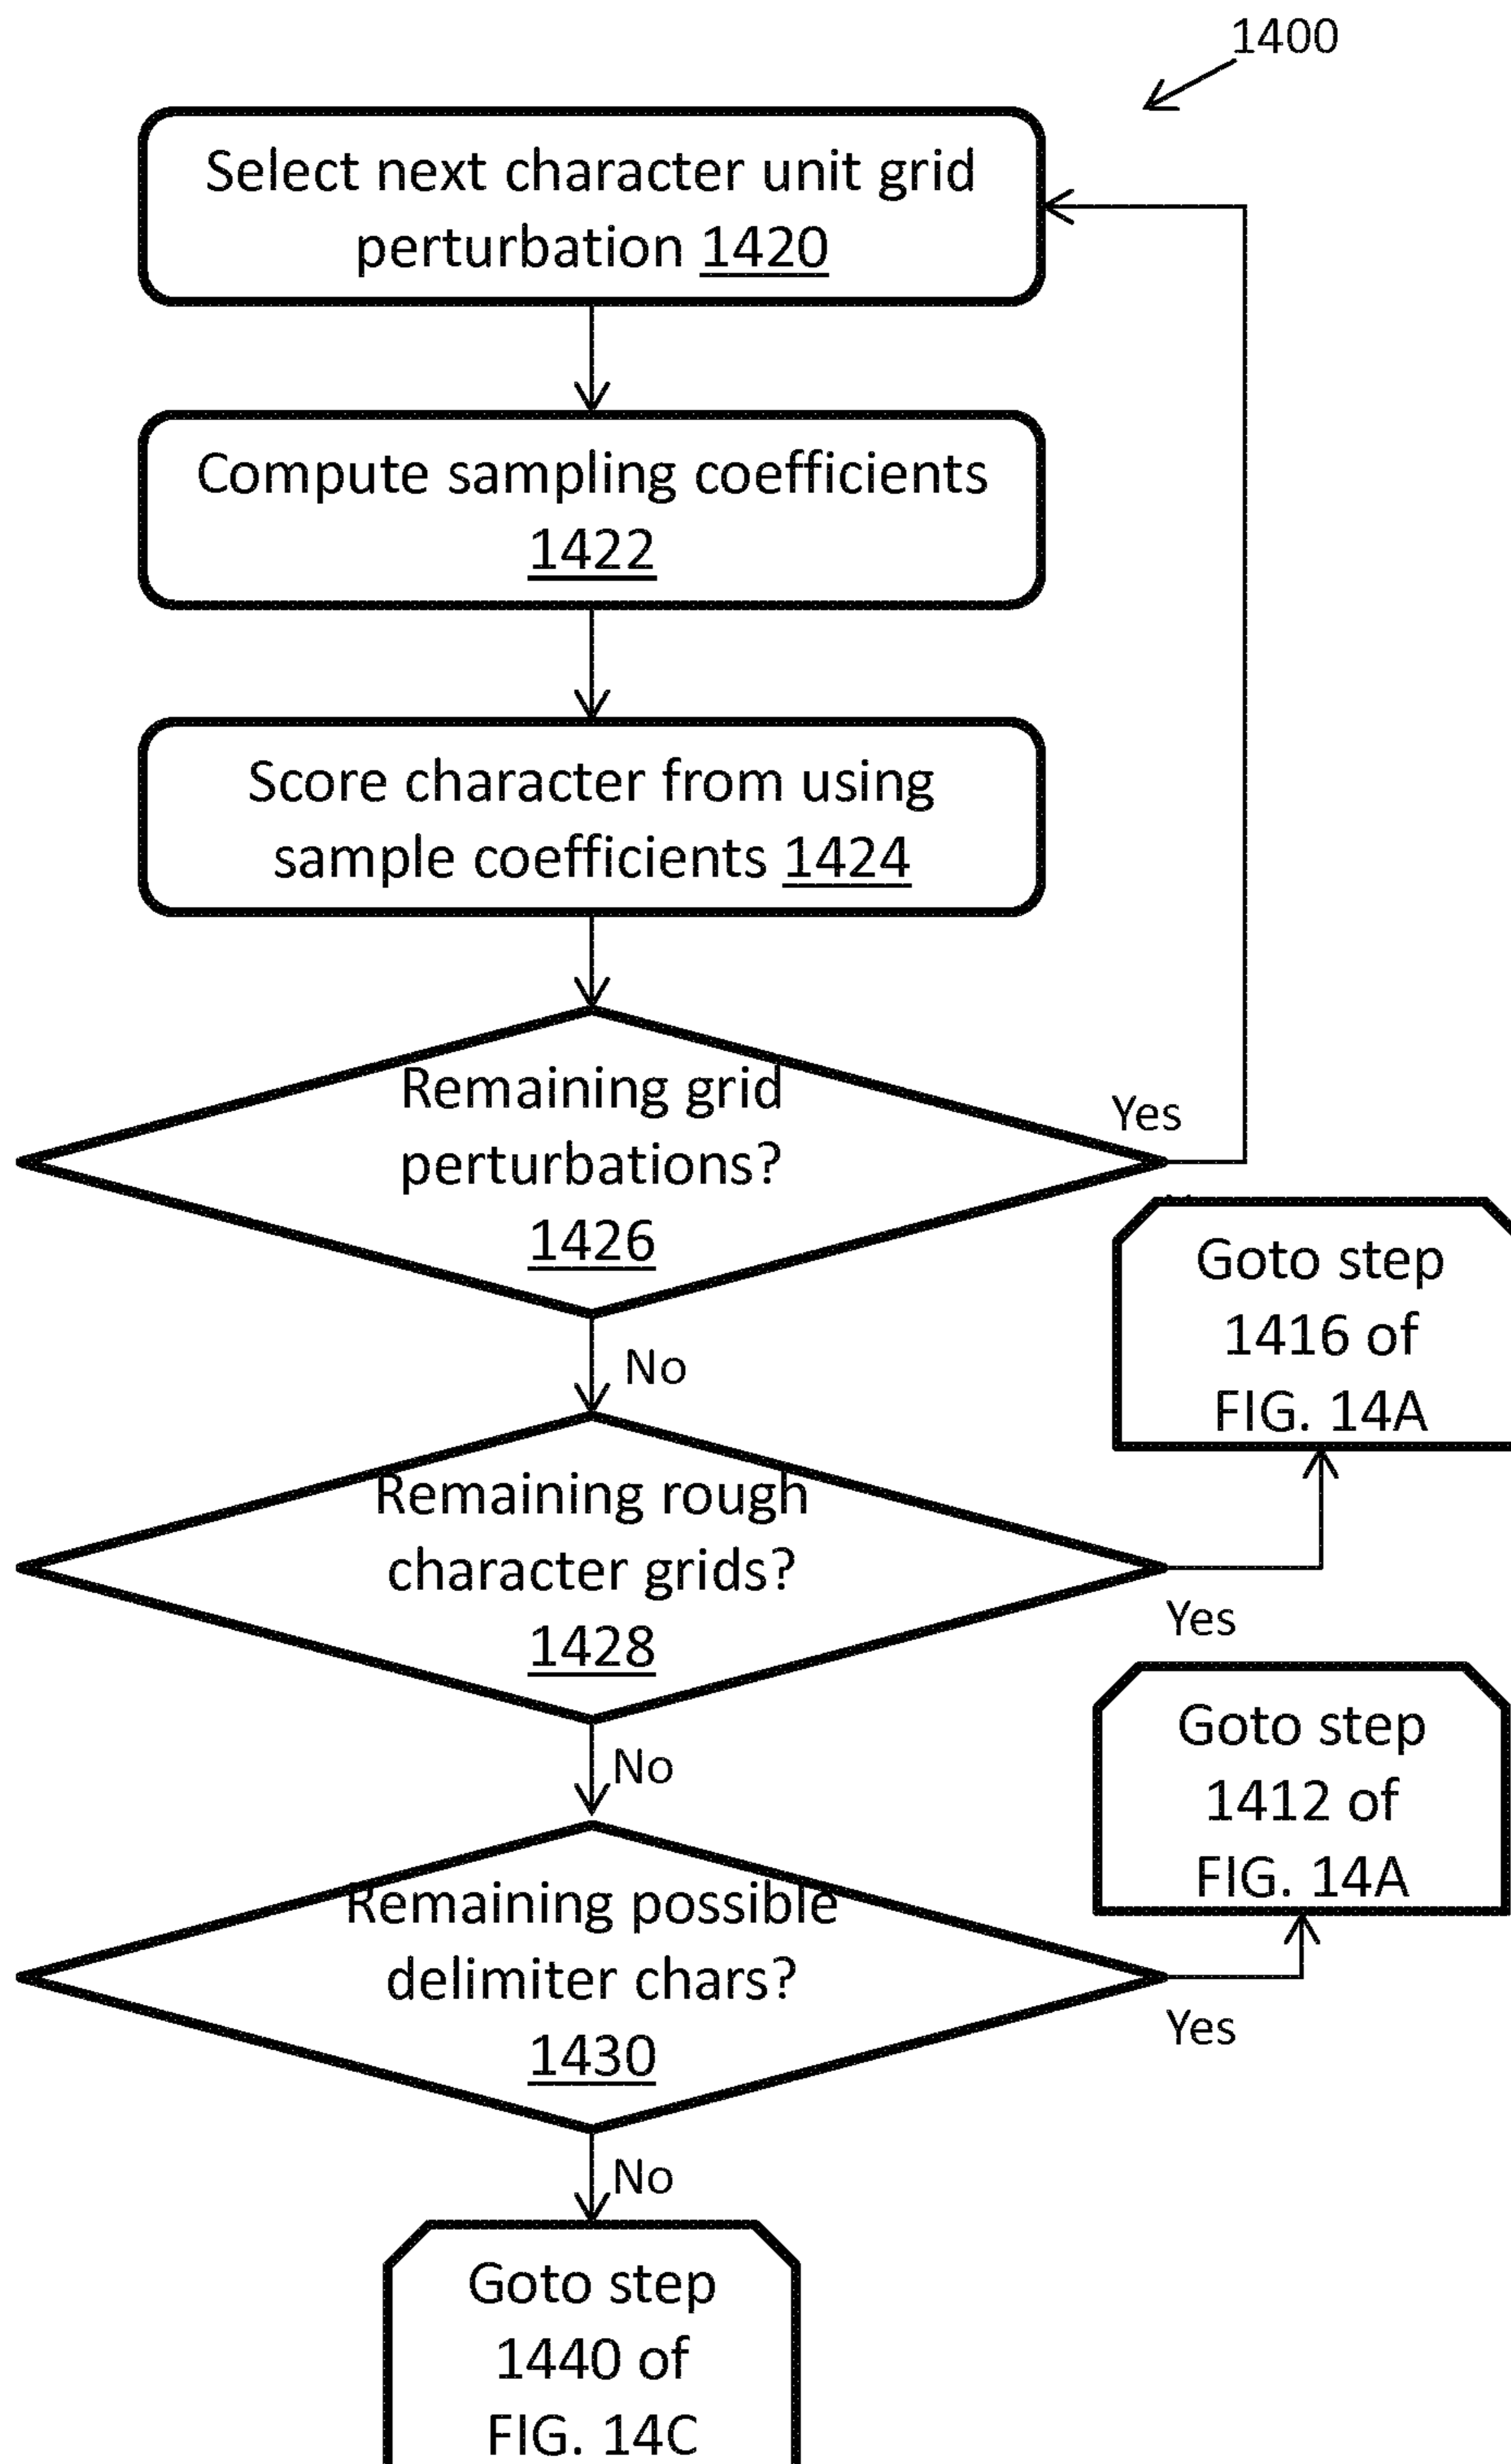 1400
Select next character unit grid
perturbation 1420
Compute sampling coefficients
1422
Score character from using
sample coefficients 1424
Remaining grid
perturbations?
1426
Yes
No
Goto step
1416 of
FIG. 14A
Remaining rough
character grids?
1428
Yes
No
Goto step
1412 of
FIG. 14A
Remaining possible
delimiter chars?
1430
Yes
No
Goto step
1440 of
FIG. 14C